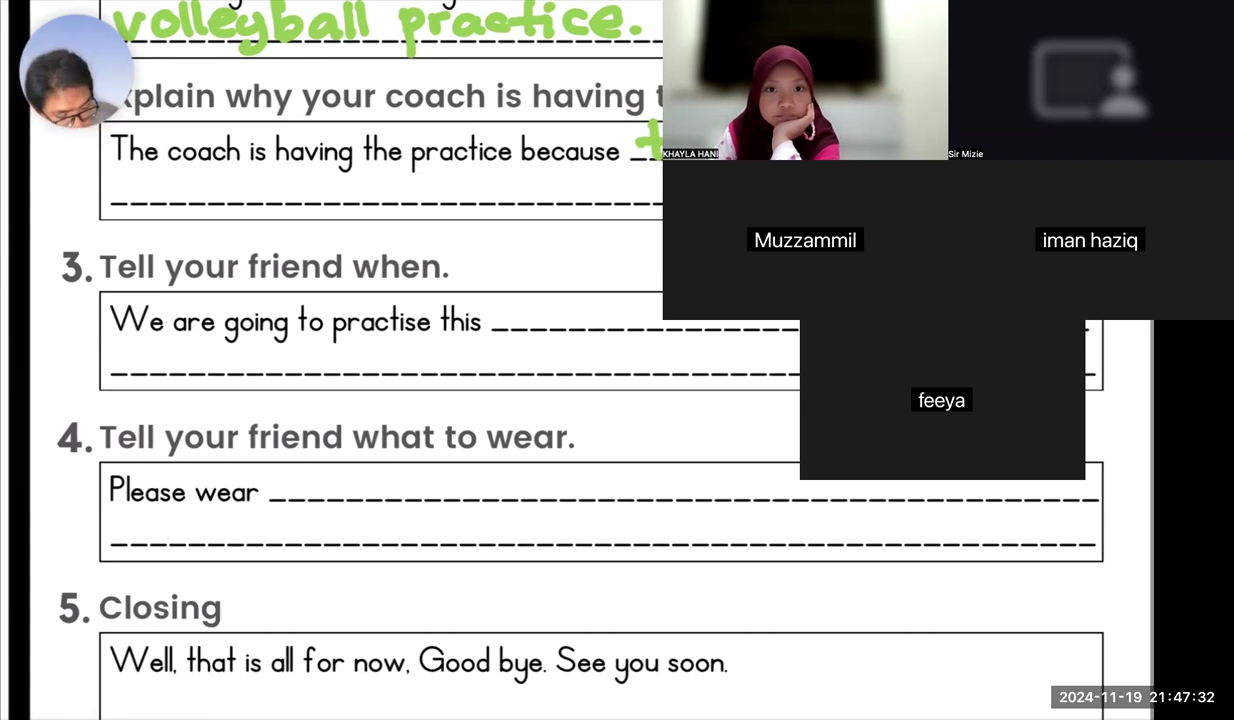 volleyball practice.
xplain why your coach is having
The coach is having the practice because
3. Tell your friend when.
We are going to practise this
4. Tell your friend what to wear.
Please wear
5. Closing
Well, that is all for now, Good bye. See you soon.
KHAYLA HANI
Sir Mizie
Muzzammil
iman haziq
feeya
2024-11-19 21:47:32